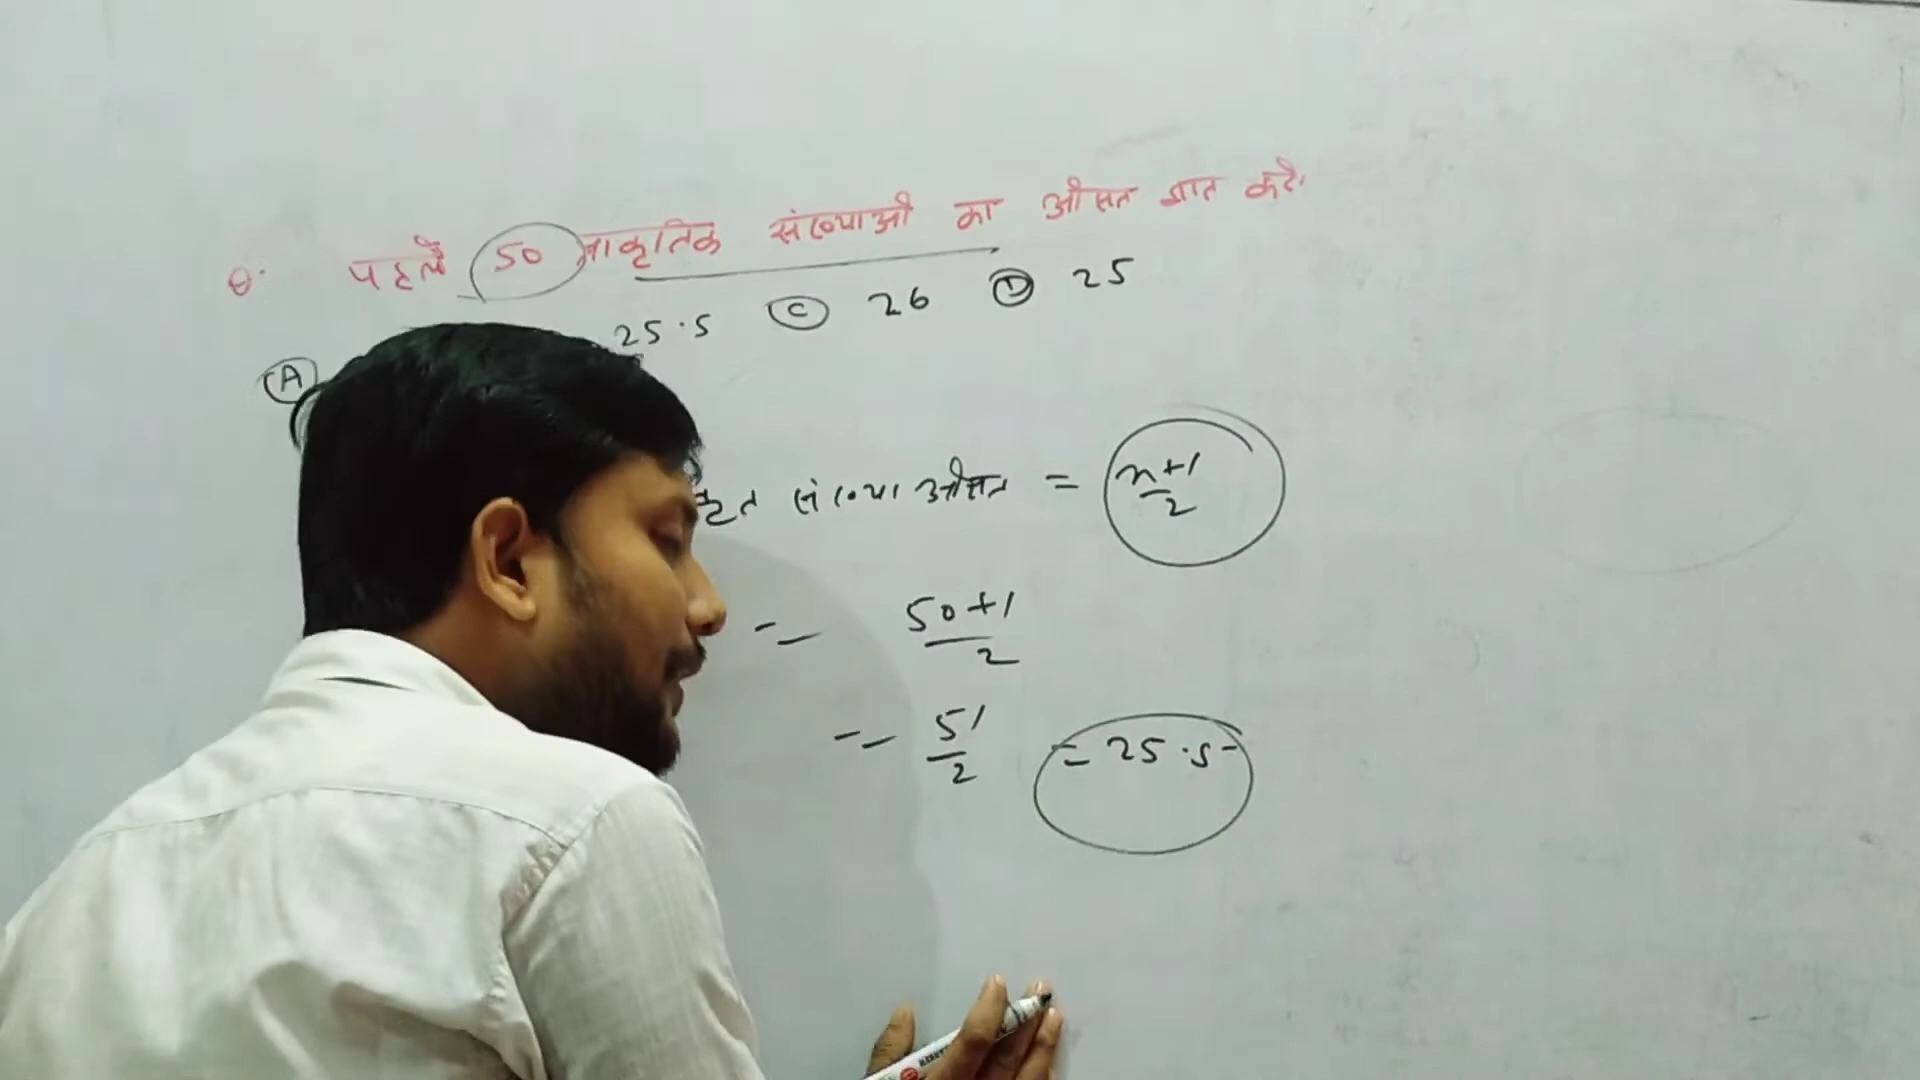 Q. पहले 50 प्राकृतिक संख्याओ का औसत ज्ञात करे।
(A) 25.5 (C) 26 (D) 25
कृत संख्या औसत = n+1/2
= 50+1/2
= 51/2 = 25.5